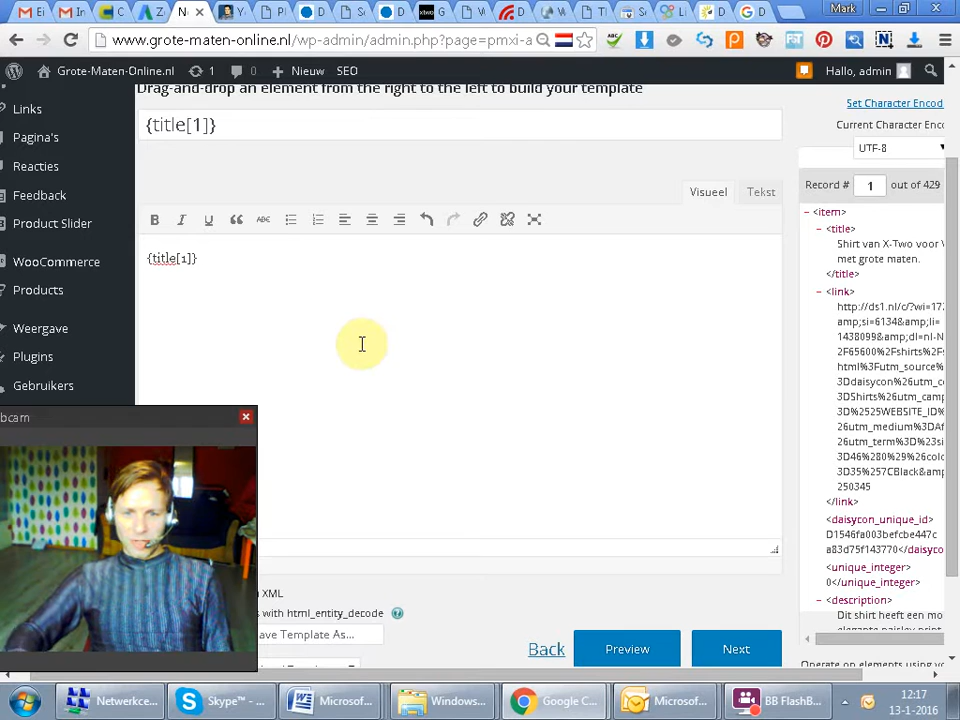 Mark
www.grote-maten-online.nl/wp-admin/admin.php?page=pmxi-a
Grote-Maten-Online.nl 1 0 Nieuw SEO Hallo, admin
Drag-and-drop an element from the right to the left to build your template
Set Character Encod
Current Character Enco
UTF-8
Record # 1 out of 429
{title[1]}
Visueel Tekst
B I U ABC
{title[1]}
Links
Pagina's
Reacties
Feedback
Product Slider
WooCommerce
Products
Weergave
Plugins
Gebruikers
bcam
<item>
<title>
Shirt van X-Two voor V
met grote maten.
</title>
<link>
http://ds1.nl/c/?wi=177
amp;si=6134&amp;li=
1438099&amp;dl=nl-N
2F65600%2Fshirts%2F
html%3Futm_source
3Ddaisycon%26utm_c
3DShirts%26utm_camp
3D%2525WEBSITE_ID%
26utm_medium%3DAf
26utm_term%3D%23si
3D46%280%29%26colo
3D35%257CBlack&amp
250345
</link>
<daisycon_unique_id>
D1546fa003befcbe447c
a83d75f143770</daisyco
<unique_integer>
0</unique_integer>
<description>
Dit shirt heeft een mo
elegante paisley print
Operate on elements using yo
n XML
s with html_entity_decode
ave Template As...
Back Preview Next
Netwerkce...
Skype™ - ...
Microsof...
Windows...
Google C...
Microsof...
BB FlashB...
12:17
13-1-2016